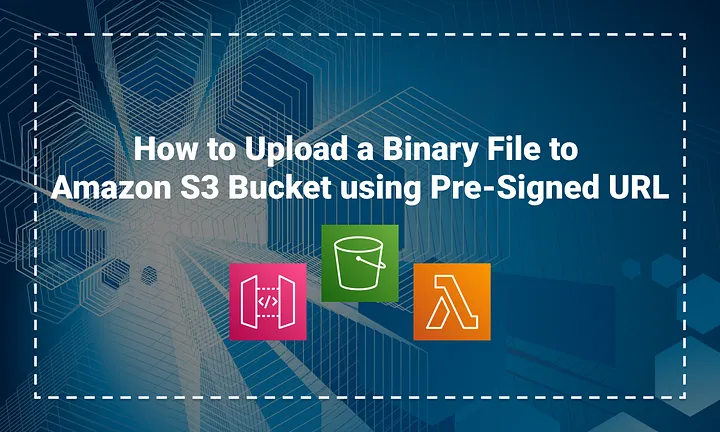 How to Upload a Binary File to
Amazon S3 Bucket using Pre-Signed URL
</>